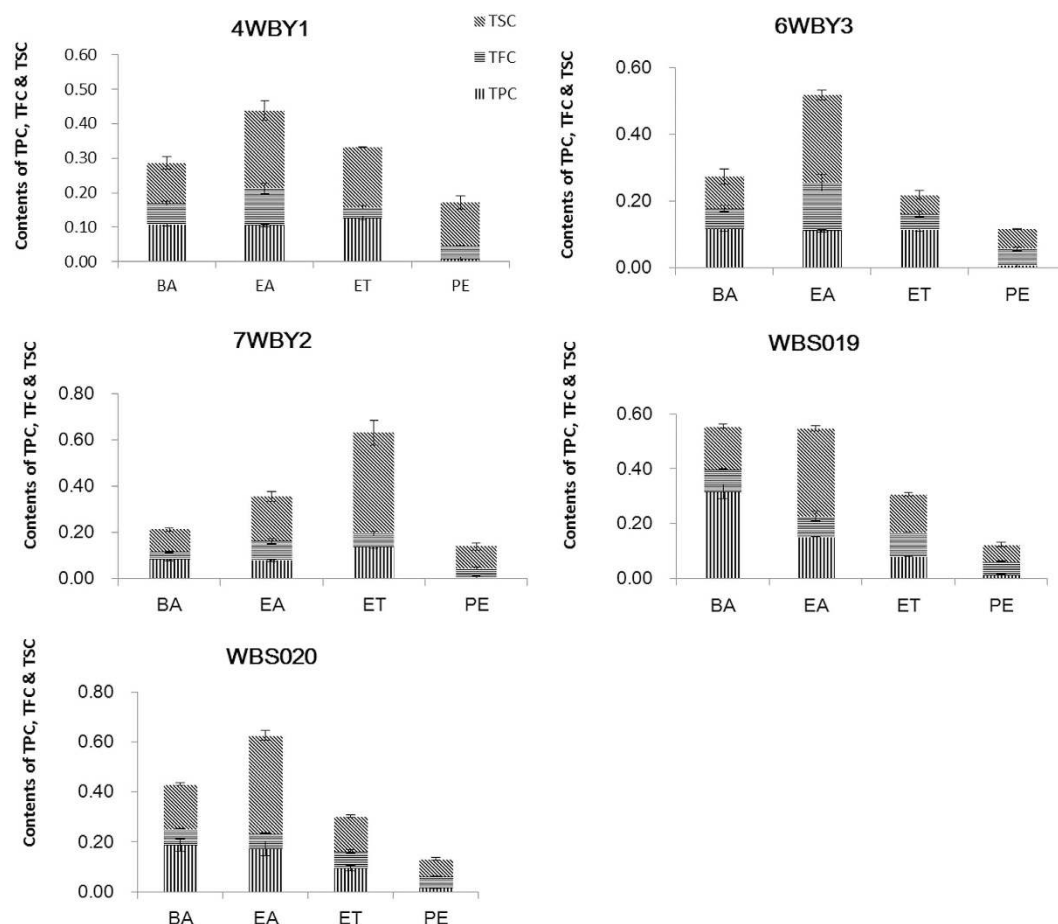 4WBY1
Contents of TPC, TFC & TSC
0.60
0.50
0.40
0.30
0.20
0.10
0.00
BA EA ET PE
TSC
TFC
TPC
6WBY3
Contents of TPC, TFC & TSC
0.60
0.40
0.20
0.00
BA EA ET PE
7WBY2
Contents of TPC, TFC & TSC
0.80
0.60
0.40
0.20
0.00
BA EA ET PE
WBS019
Contents of TPC, TFC & TSC
0.60
0.40
0.20
0.00
BA EA ET PE
WBS020
Contents of TPC, TFC & TSC
0.80
0.60
0.40
0.20
0.00
BA EA ET PE